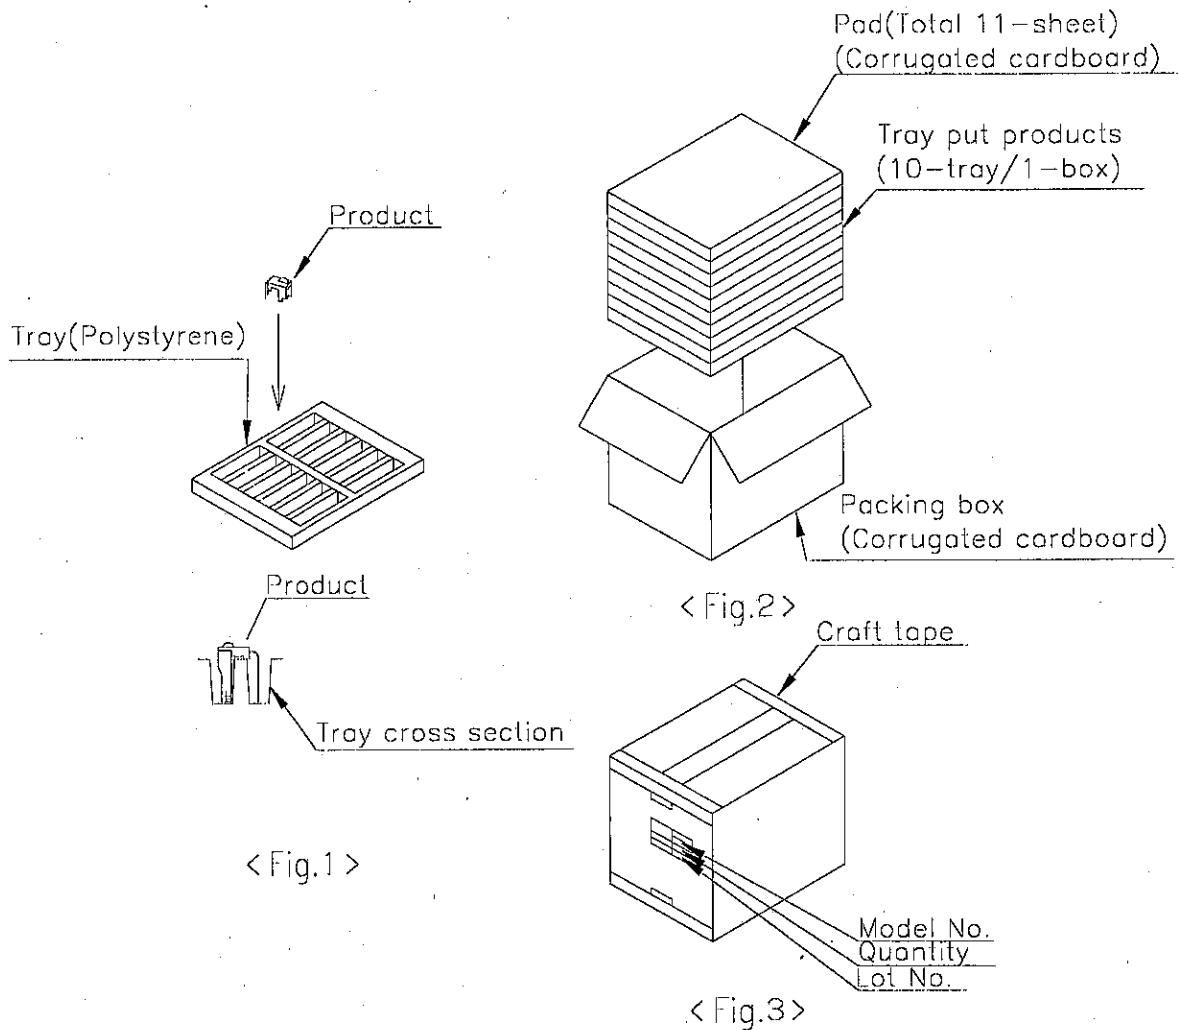 Product
Tray(Polystyrene)
Product
Tray cross section
<Fig.1>
Pad(Total 11-sheet)
(Corrugated cardboard)
Tray put products
(10-tray/1-box)
Packing box
(Corrugated cardboard)
<Fig.2>
Craft tape
Model No.
Quantity
Lot No.
<Fig.3>